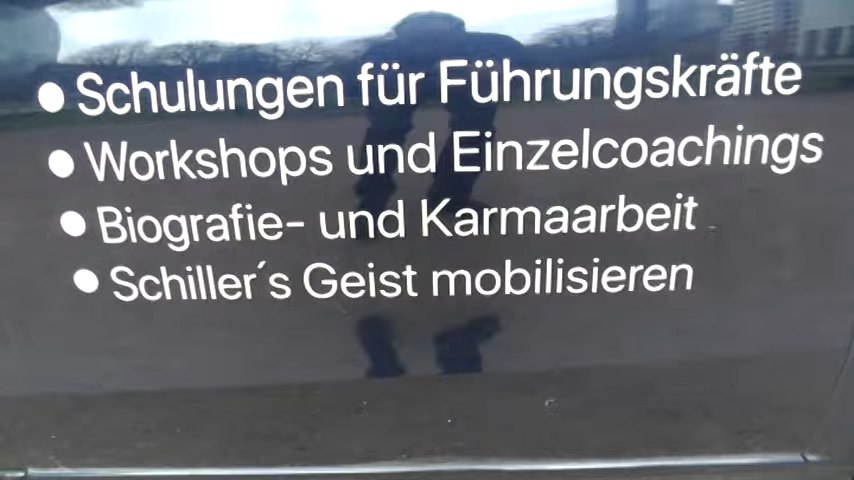 • Schulungen für Führungskräfte
• Workshops und Einzelcoachings
• Biografie- und Karmaarbeit
• Schiller´s Geist mobilisieren